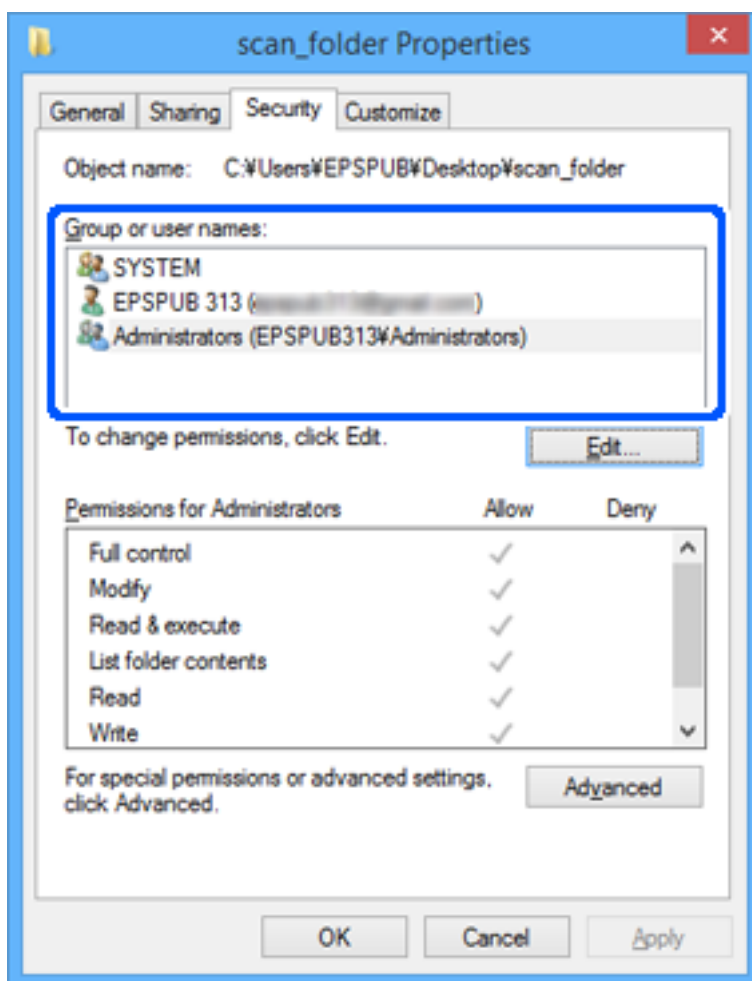 scan_folder Properties
General Sharing Security Customize
Object name: C:¥Users¥EPSPUB¥Desktop¥scan_folder
Group or user names:
SYSTEM
EPSPUB 313 ( )
Administrators (EPSPUB313¥Administrators)
To change permissions, click Edit.
Edit...
Permissions for Administrators Allow Deny
Full control
Modify
Read & execute
List folder contents
Read
Write
For special permissions or advanced settings,
click Advanced.
Advanced
OK Cancel Apply